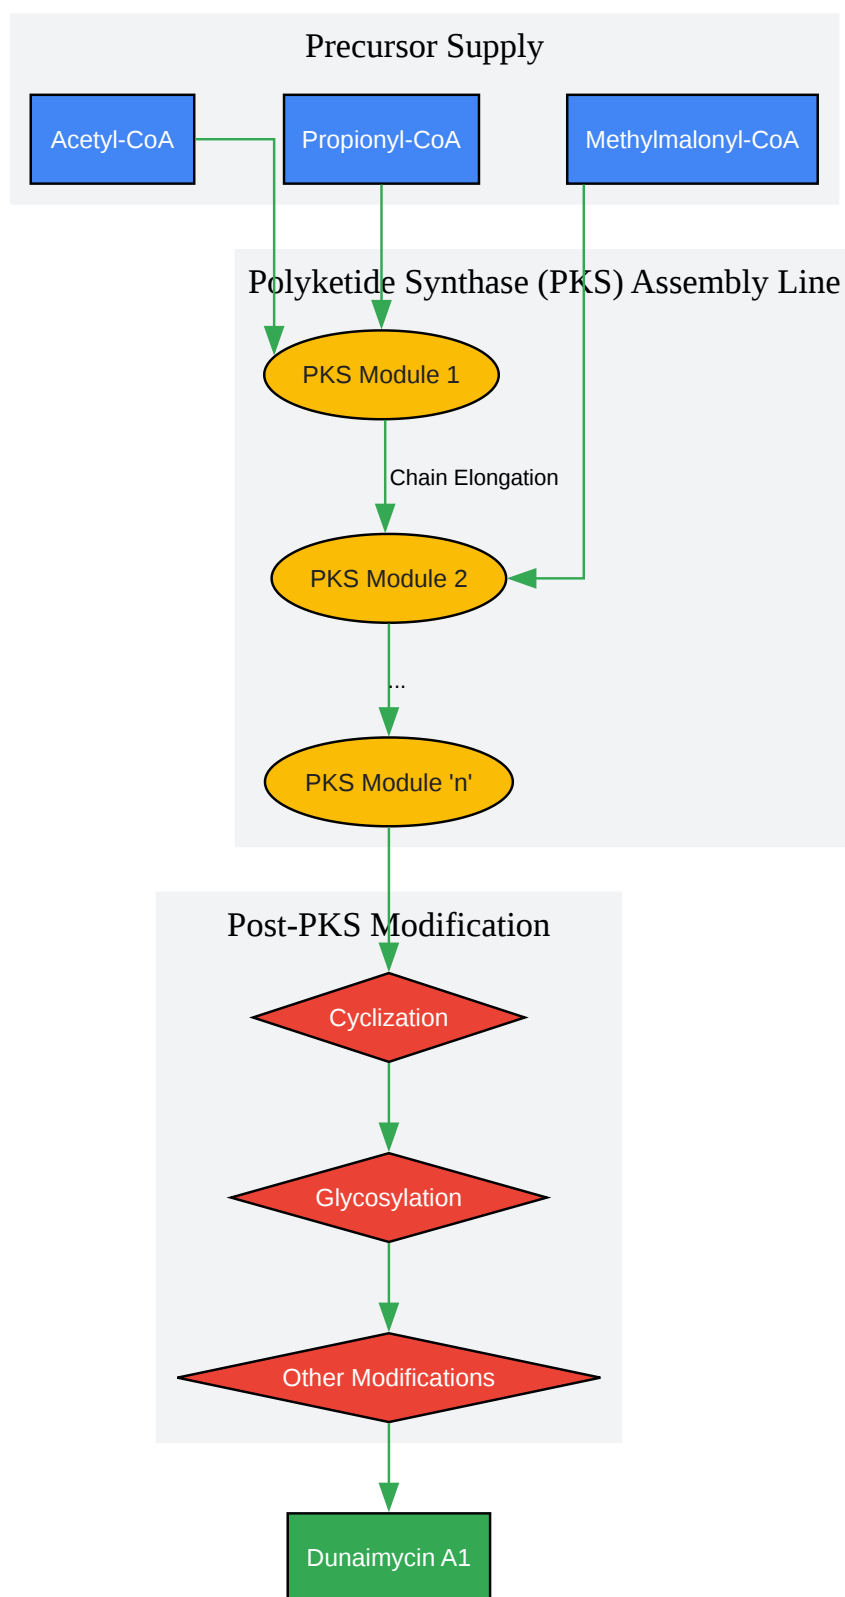 Precursor Supply
Acetyl-CoA
Propionyl-CoA
Methylmalonyl-CoA
Polyketide Synthase (PKS) Assembly Line
PKS Module 1
Chain Elongation
PKS Module 2
...
PKS Module 'n'
Post-PKS Modification
Cyclization
Glycosylation
Other Modifications
Dunaimycin A1